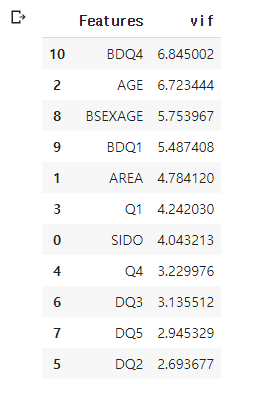 Features vif
10 BDQ4 6.845002
2 AGE 6.723444
8 BSEXAGE 5.753967
9 BDQ1 5.487408
1 AREA 4.784120
3 Q1 4.242030
0 SIDO 4.043213
4 Q4 3.229976
6 DQ3 3.135512
7 DQ5 2.945329
5 DQ2 2.693677